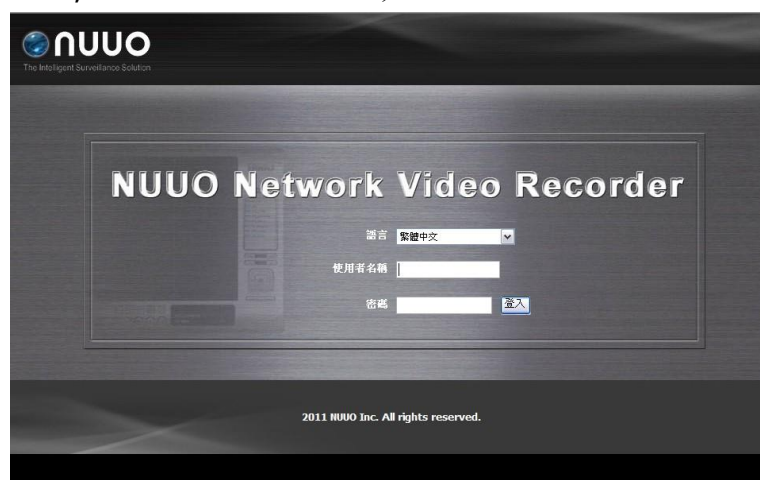 nuuo
The Intelligent Surveillance Solution
NUUO Network Video Recorder
語言 繁體中文
使用者名稱
密碼 登入
2011 NUUO Inc. All rights reserved.